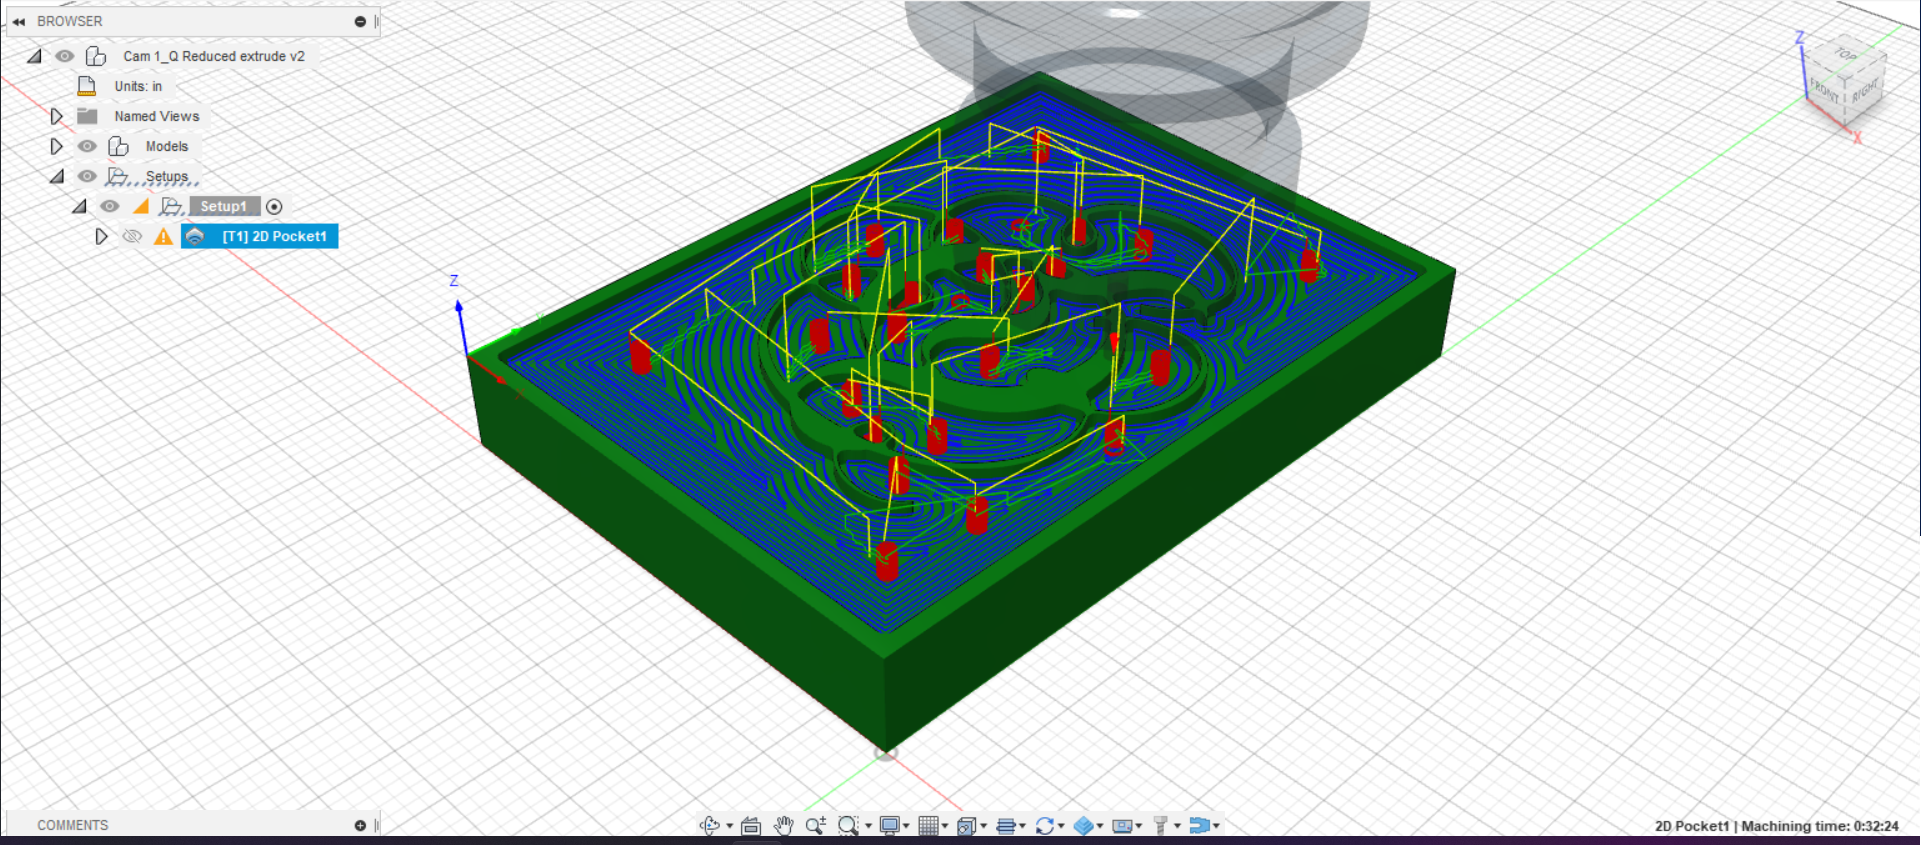 BROWSER
Cam 1_Q Reduced extrude v2
Units: in
Named Views
Models
Setups
Setup1
[T1] 2D Pocket1
Z
Z
TOP
FRONT
RIGHT
X
COMMENTS
2D Pocket1 | Machining time: 0:32:24